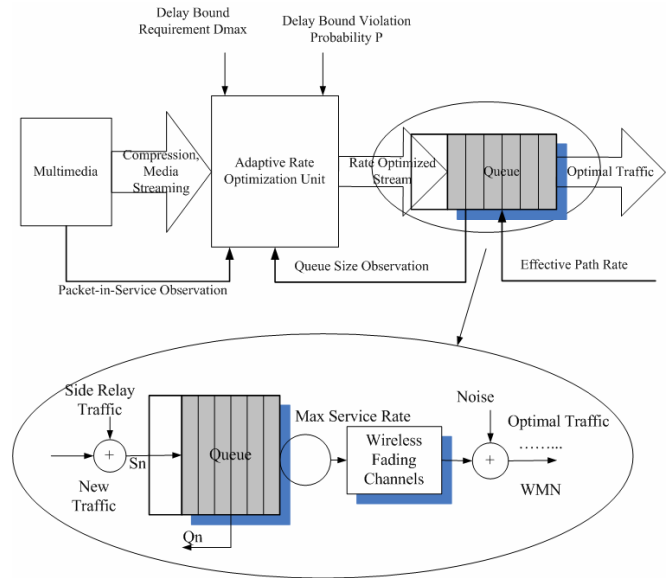 Delay Bound
Requirement Dmax
Delay Bound Violation
Probability P
Multimedia
Compression,
Media
Streaming
Adaptive Rate
Optimization Unit
Rate Optimized
Stream
Queue
Optimal Traffic
Packet-in-Service Observation
Queue Size Observation
Effective Path Rate
Side Relay
Traffic
New
Traffic
Sn
Queue
Qn
Max Service Rate
Wireless
Fading
Channels
Noise
Optimal Traffic
.........
WMN